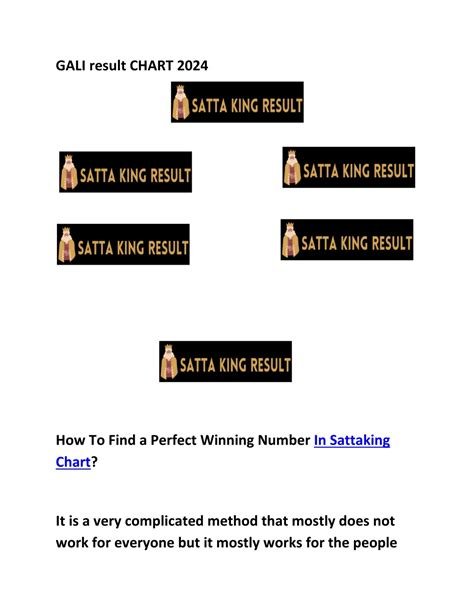 GALI result CHART 2024
SATTA KING RESULT
SATTA KING RESULT
SATTA KING RESULT
SATTA KING RESULT
SATTA KING RESULT
SATTA KING RESULT
How To Find a Perfect Winning Number In Sattaking
Chart?
It is a very complicated method that mostly does not
work for everyone but it mostly works for the people